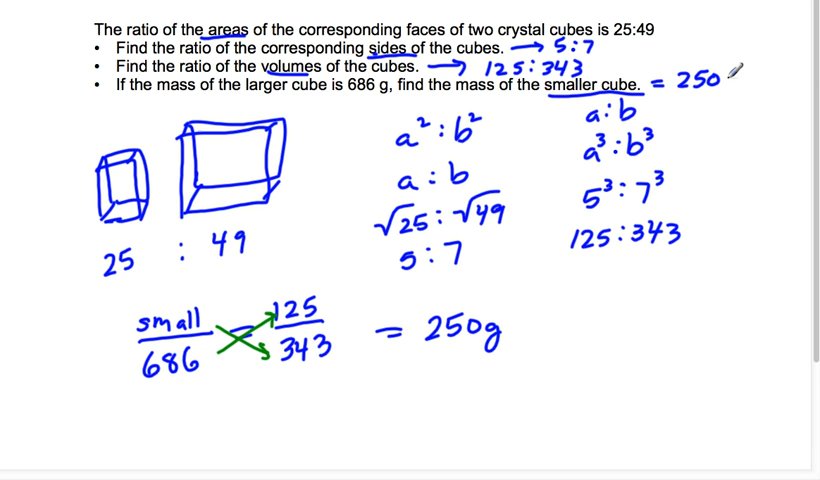 The ratio of the areas of the corresponding faces of two crystal cubes is 25:49
• Find the ratio of the corresponding sides of the cubes. → 5:7
• Find the ratio of the volumes of the cubes. → 125:343
• If the mass of the larger cube is 686 g, find the mass of the smaller cube. = 250
25 : 49
a² : b²
a : b
√25 : √49
5 : 7
a : b
a³ : b³
5³ : 7³
125 : 343
small/686 = 125/343 = 250g